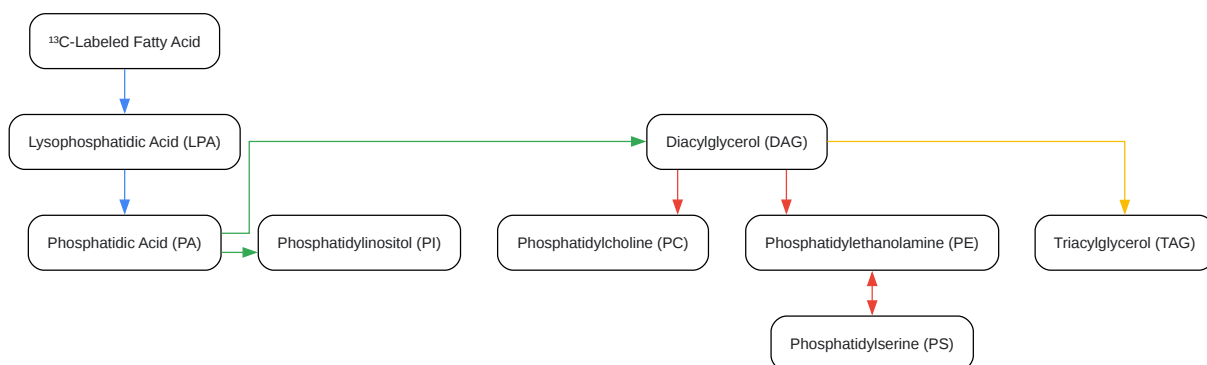 ¹³C-Labeled Fatty Acid
Lysophosphatidic Acid (LPA)
Diacylglycerol (DAG)
Phosphatidic Acid (PA)
Phosphatidylinositol (PI)
Phosphatidylcholine (PC)
Phosphatidylethanolamine (PE)
Triacylglycerol (TAG)
Phosphatidylserine (PS)